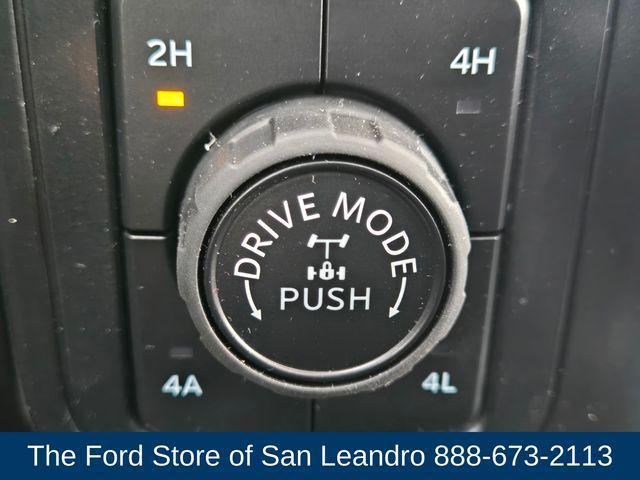 2H
4H
DRIVE MODE
PUSH
4A
4L
The Ford Store of San Leandro 888-673-2113